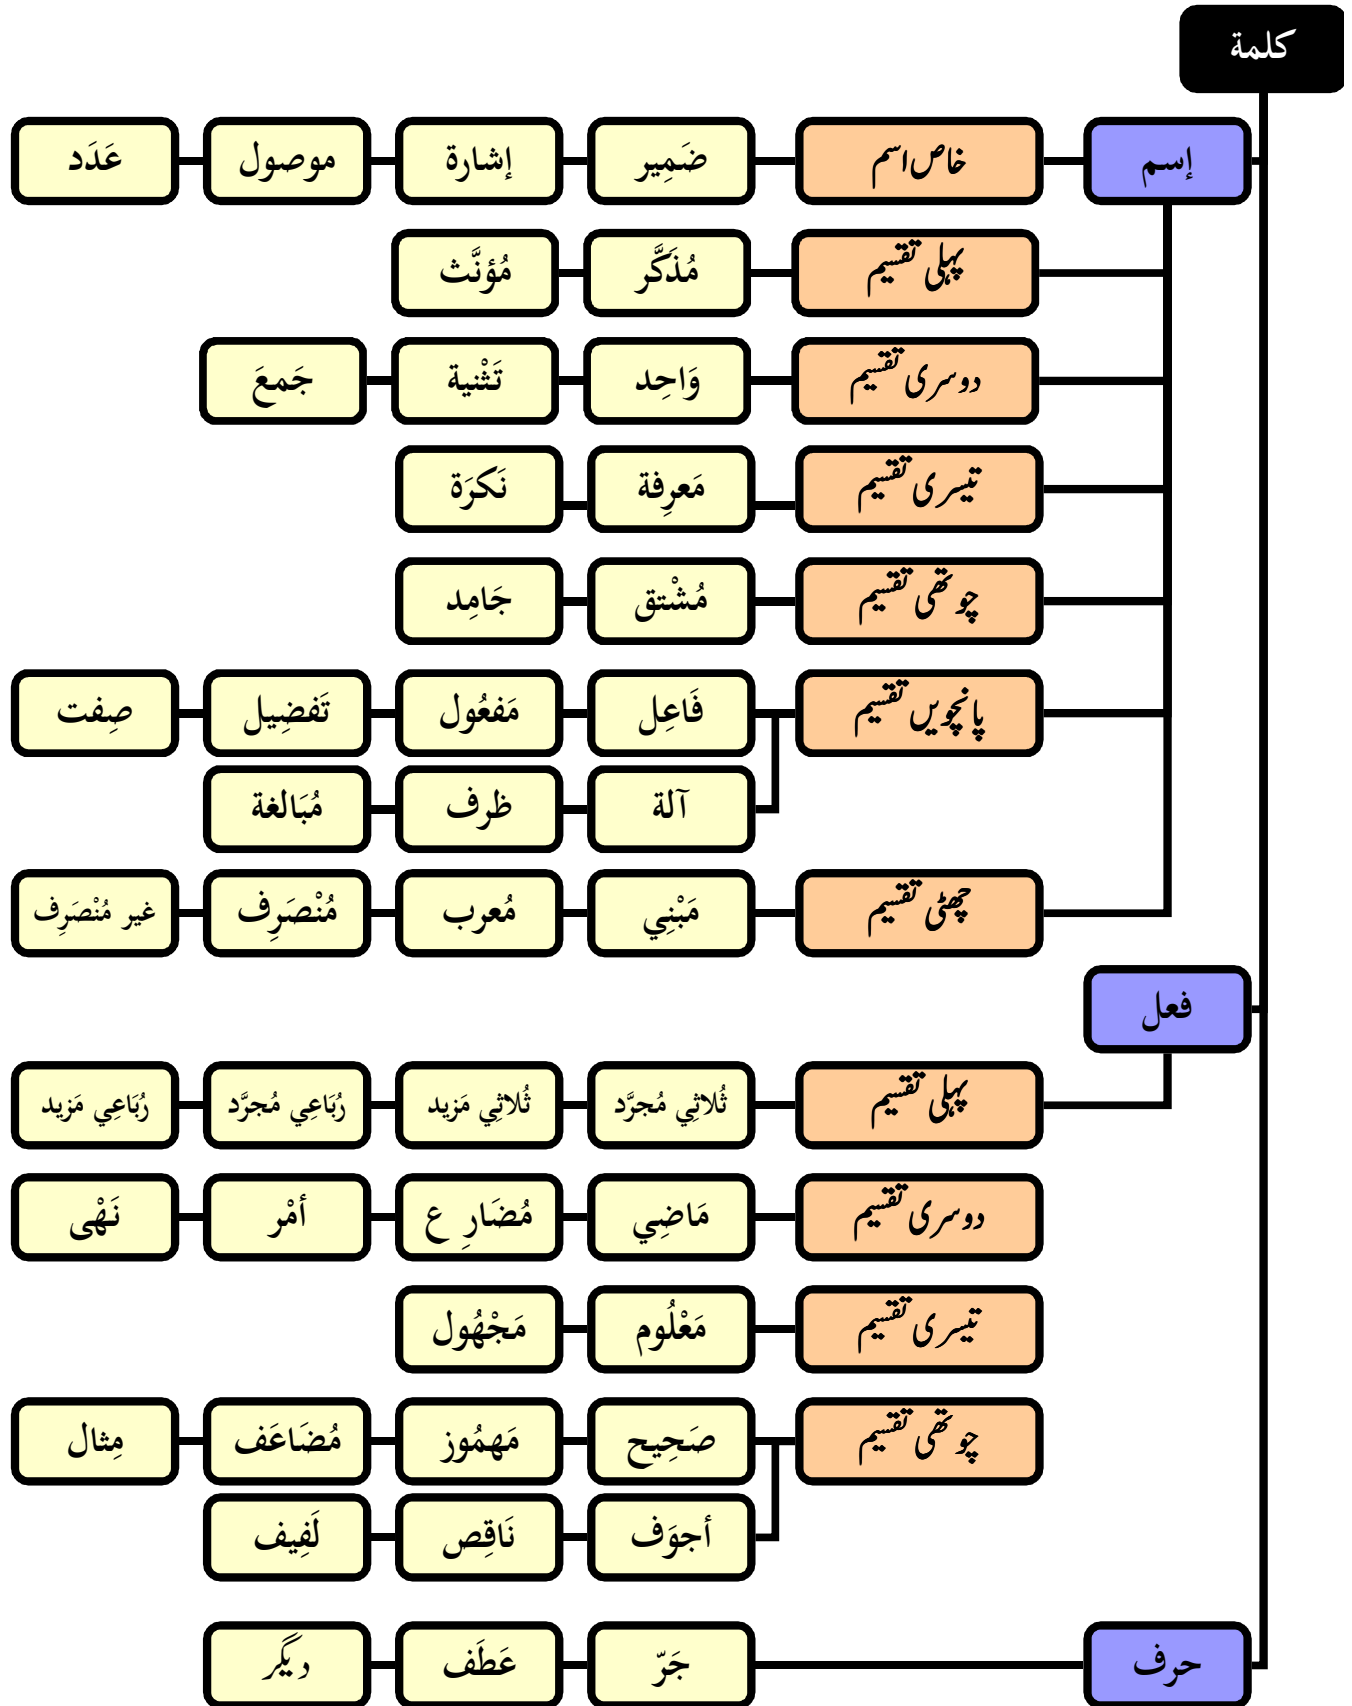 كلمة
إسم خاص اسم ضَمِير إشارة موصول عَدَد
پہلی تقسیم مُذَكَّر مُؤنَّث
دوسری تقسیم وَاحِد تَثْنية جَمعَ
تیسری تقسیم مَعرِفة نَكرَة
چوتھی تقسیم مُشْتق جَامِد
پانچویں تقسیم فَاعِل مَفعُول تَفضِيل صِفت
آلة ظرف مُبَالغة
چھٹی تقسیم مَبْنِي مُعرب مُنْصَرِف غير مُنْصَرِف
فعل
پہلی تقسیم ثُلاثِي مُجرَّد ثُلاثِي مَزيد رُبَاعِي مُجرَّد رُبَاعِي مَزيد
دوسری تقسیم مَاضِي مُضَارِ ع أمْر نَهْى
تیسری تقسیم مَعْلُوم مَجْهُول
چوتھی تقسیم صَحِيح مَهمُوز مُضَاعَف مِثال
أجوَف نَاقِص لَفِيف
حرف جَرّ عَطَف دیگر